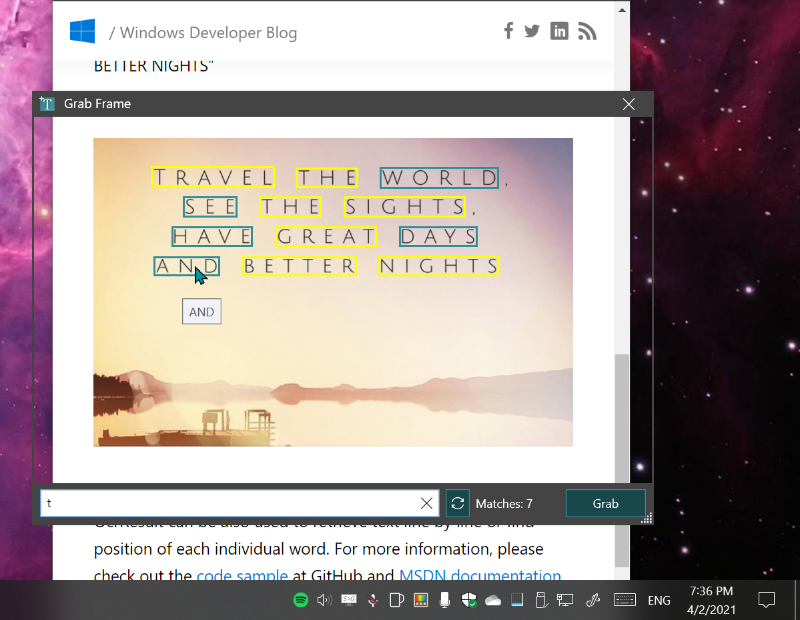 / Windows Developer Blog
BETTER NIGHTS"
Grab Frame
TRAVEL THE WORLD,
SEE THE SIGHTS,
HAVE GREAT DAYS
AND BETTER NIGHTS
AND
t
Matches: 7
Grab
OcrResult can be also used to retrieve text line by line or find
position of each individual word. For more information, please
check out the code sample at GitHub and MSDN documentation
ENG
7:36 PM
4/2/2021